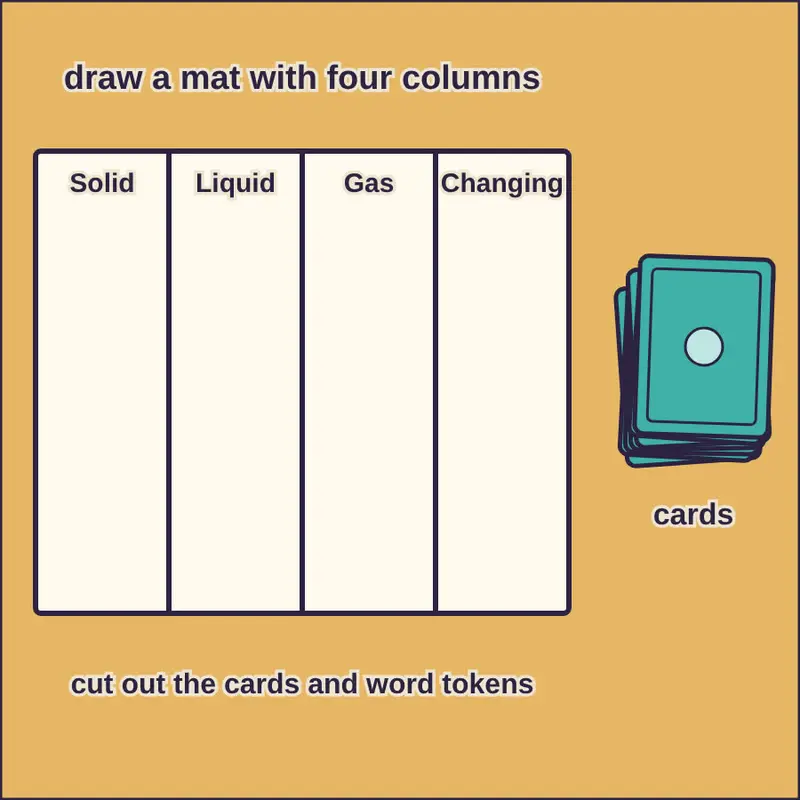 draw a mat with four columns
Solid
Liquid
Gas
Changing
cards
cut out the cards and word tokens